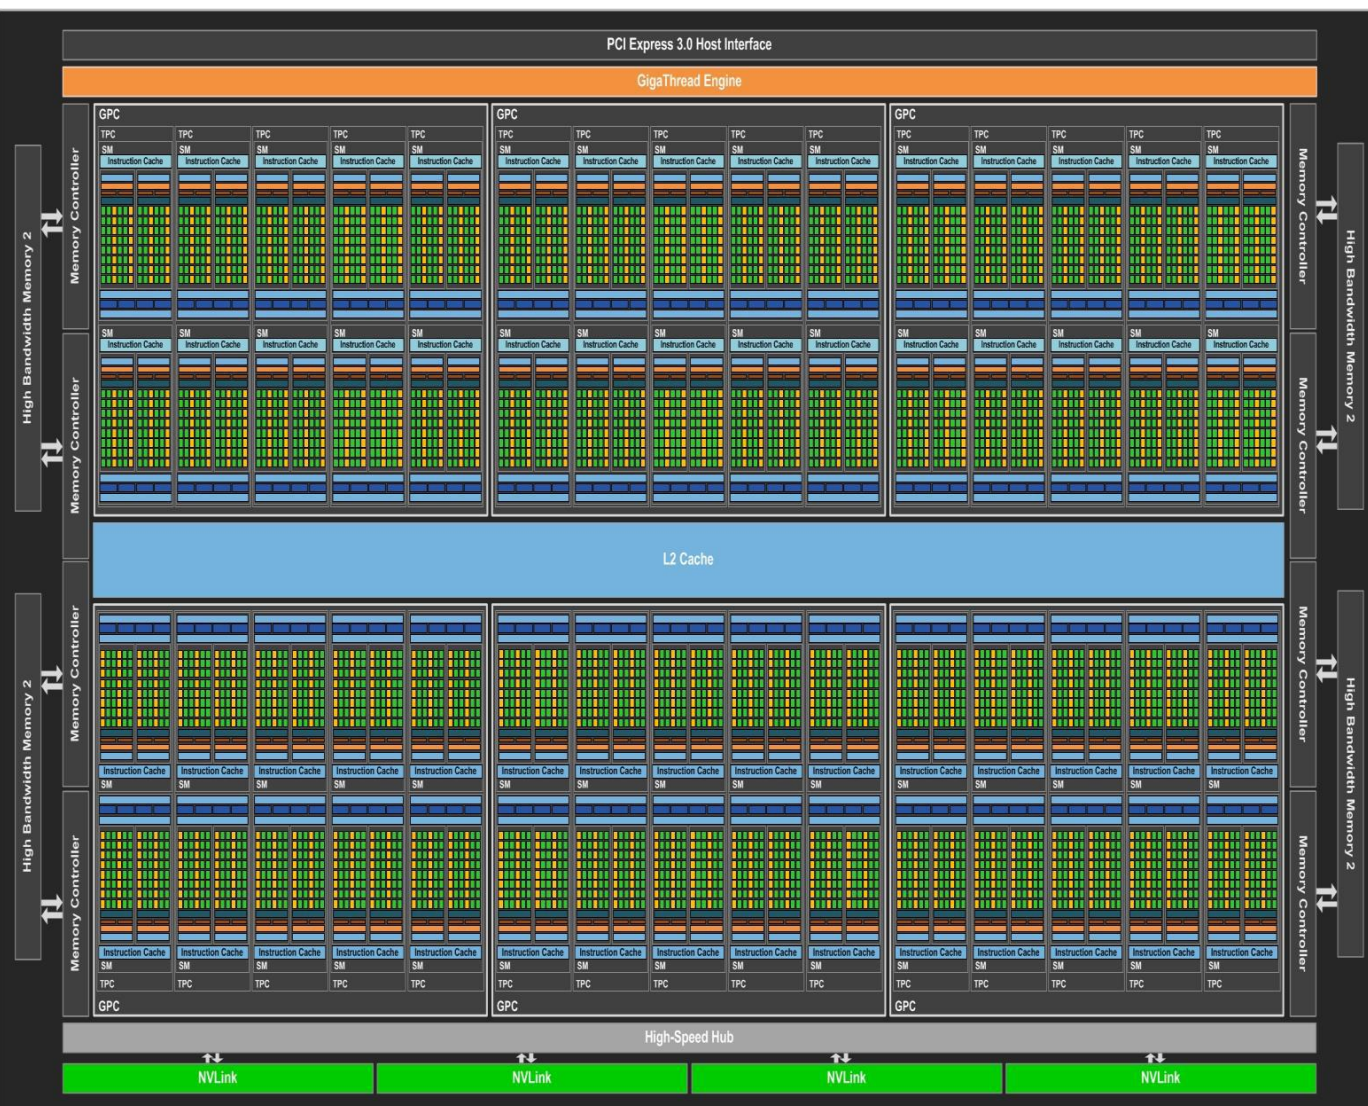 PCI Express 3.0 Host Interface
GigaThread Engine
GPC GPC GPC
TPC TPC TPC TPC TPC TPC TPC TPC TPC TPC TPC TPC TPC TPC TPC
SM SM SM SM SM SM SM SM SM SM SM SM SM SM SM
Instruction Cache Instruction Cache Instruction Cache Instruction Cache Instruction Cache Instruction Cache Instruction Cache Instruction Cache Instruction Cache Instruction Cache Instruction Cache Instruction Cache Instruction Cache Instruction Cache Instruction Cache
SM SM SM SM SM SM SM SM SM SM SM SM SM SM SM
Instruction Cache Instruction Cache Instruction Cache Instruction Cache Instruction Cache Instruction Cache Instruction Cache Instruction Cache Instruction Cache Instruction Cache Instruction Cache Instruction Cache Instruction Cache Instruction Cache Instruction Cache
High Bandwidth Memory 2
Memory Controller
Memory Controller
Memory Controller
Memory Controller
High Bandwidth Memory 2
L2 Cache
High Bandwidth Memory 2
Memory Controller
Memory Controller
Memory Controller
Memory Controller
High Bandwidth Memory 2
Instruction Cache Instruction Cache Instruction Cache Instruction Cache Instruction Cache Instruction Cache Instruction Cache Instruction Cache Instruction Cache Instruction Cache Instruction Cache Instruction Cache Instruction Cache Instruction Cache Instruction Cache
SM SM SM SM SM SM SM SM SM SM SM SM SM SM SM
Instruction Cache Instruction Cache Instruction Cache Instruction Cache Instruction Cache Instruction Cache Instruction Cache Instruction Cache Instruction Cache Instruction Cache Instruction Cache Instruction Cache Instruction Cache Instruction Cache Instruction Cache
SM SM SM SM SM SM SM SM SM SM SM SM SM SM SM
TPC TPC TPC TPC TPC TPC TPC TPC TPC TPC TPC TPC TPC TPC TPC
GPC GPC GPC
High-Speed Hub
NVLink NVLink NVLink NVLink